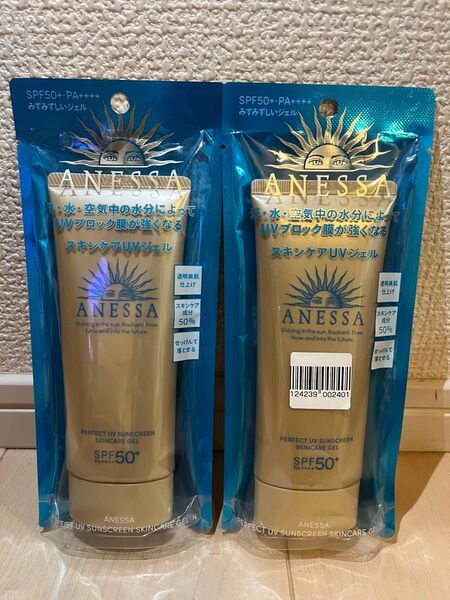 SPF50+・PA++++
みずみずしいジェル
ANESSA
汗・水・空気中の水分によって
UVブロック膜が強くなる
スキンケアUVジェル
透明美肌
仕上げ
スキンケア
成分
50%
せっけんで
落とせる
ANESSA
Shining in the sun. Radiant. Free.
Now and into the future.
PERFECT UV SUNSCREEN
SKINCARE GEL
SPF50+
PA++++
ANESSA
PERFECT UV SUNSCREEN SKINCARE GEL N
SPF50+・PA++++
みずみずしいジェル
ANESSA
汗・水・空気中の水分によって
UVブロック膜が強くなる
スキンケアUVジェル
透明美肌
仕上げ
スキンケア
成分
50%
せっけんで
落とせる
ANESSA
Shining in the sun. Radiant. Free.
Now and into the future.
124239 002401
PERFECT UV SUNSCREEN
SKINCARE GEL
SPF50+
PA++++
ANESSA
PERFECT UV SUNSCREEN SKINCARE GEL N